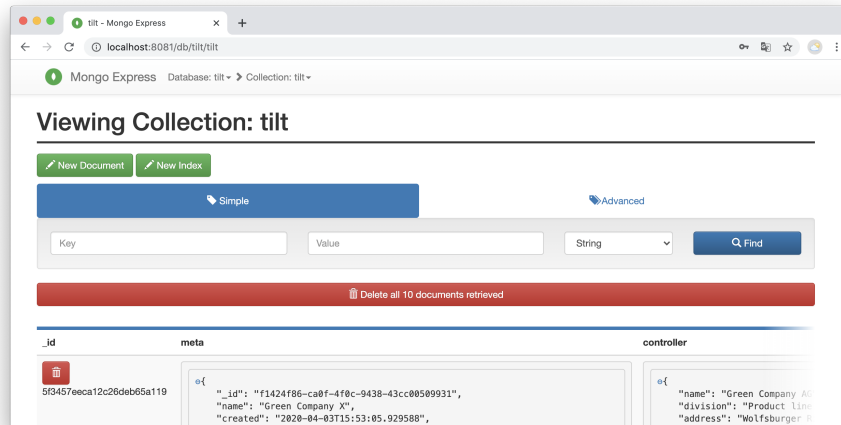 tilt - Mongo Express
localhost:8081/db/tilt/tilt
Mongo Express Database: tilt Collection: tilt
Viewing Collection: tilt
New Document New Index
Simple Advanced
Key Value String Find
Delete all 10 documents retrieved
_id meta controller
5f3457eeca12c26deb65a119
{
"_id": "f1424f86-ca0f-4f0c-9438-43cc00509931",
"name": "Green Company X",
"created": "2020-04-03T15:53:05.929588",
{
"name": "Green Company AG
"division": "Product line
"address": "Wolfsburger R